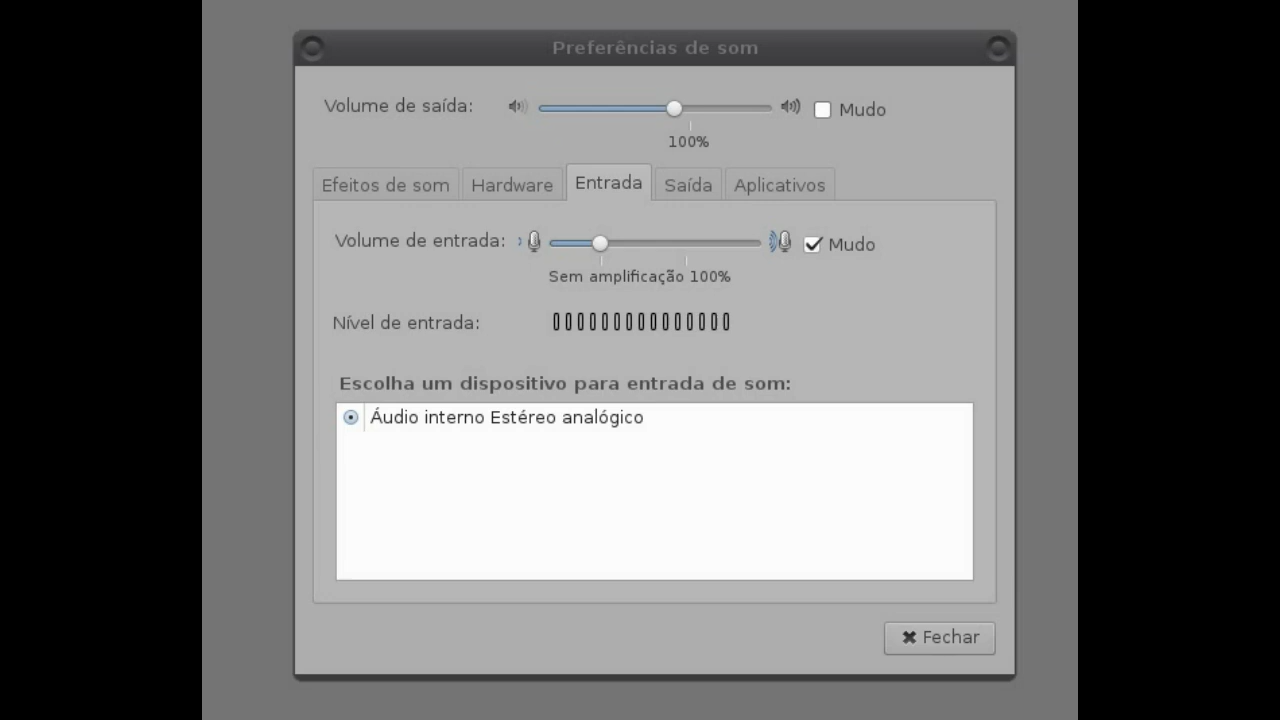 Preferências de som
Volume de saída:
Mudo
100%
Efeitos de som Hardware Entrada Saída Aplicativos
Volume de entrada:
Mudo
Sem amplificação 100%
Nível de entrada:
Escolha um dispositivo para entrada de som:
Áudio interno Estéreo analógico
Fechar